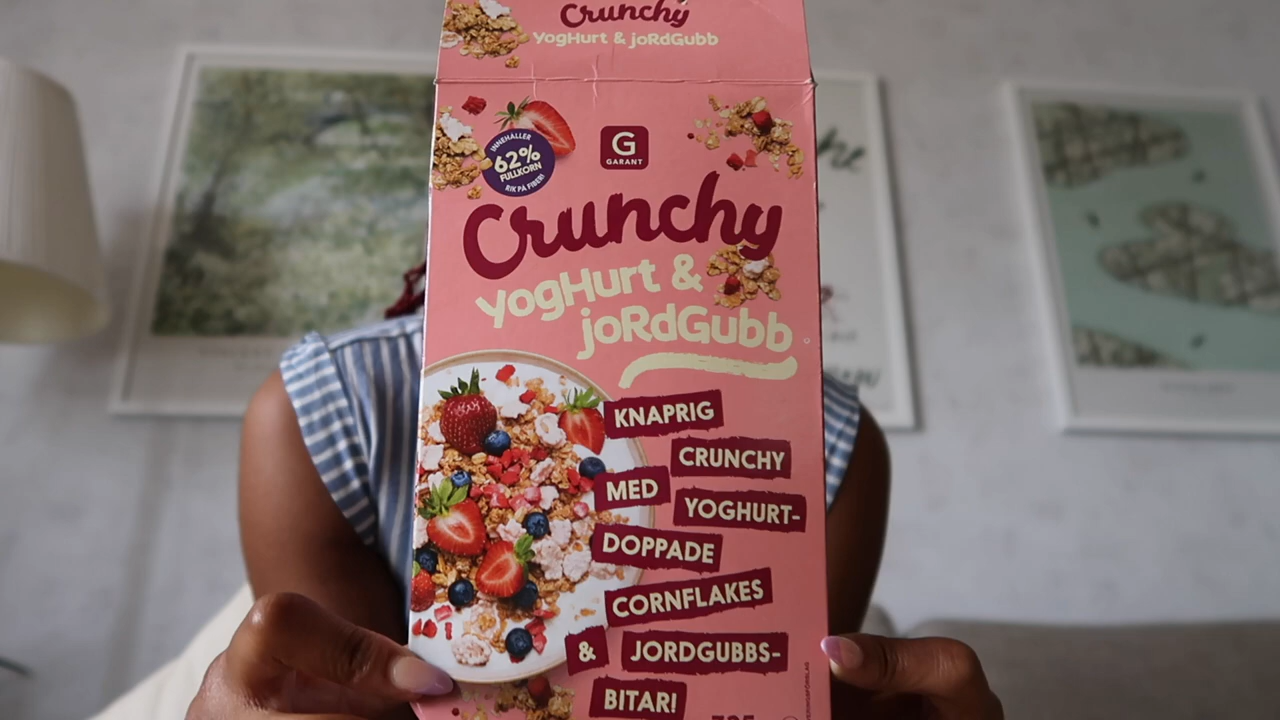 Crunchy
YogHurt & joRdGubb
INNEHÅLLER
62%
FULLKORN
RIK PÅ FIBER!
G
GARANT
Crunchy
YogHurt &
joRdGubb
KNAPRIG
CRUNCHY
MED
YOGHURT-
DOPPADE
CORNFLAKES
& JORDGUBBS-
BITAR!